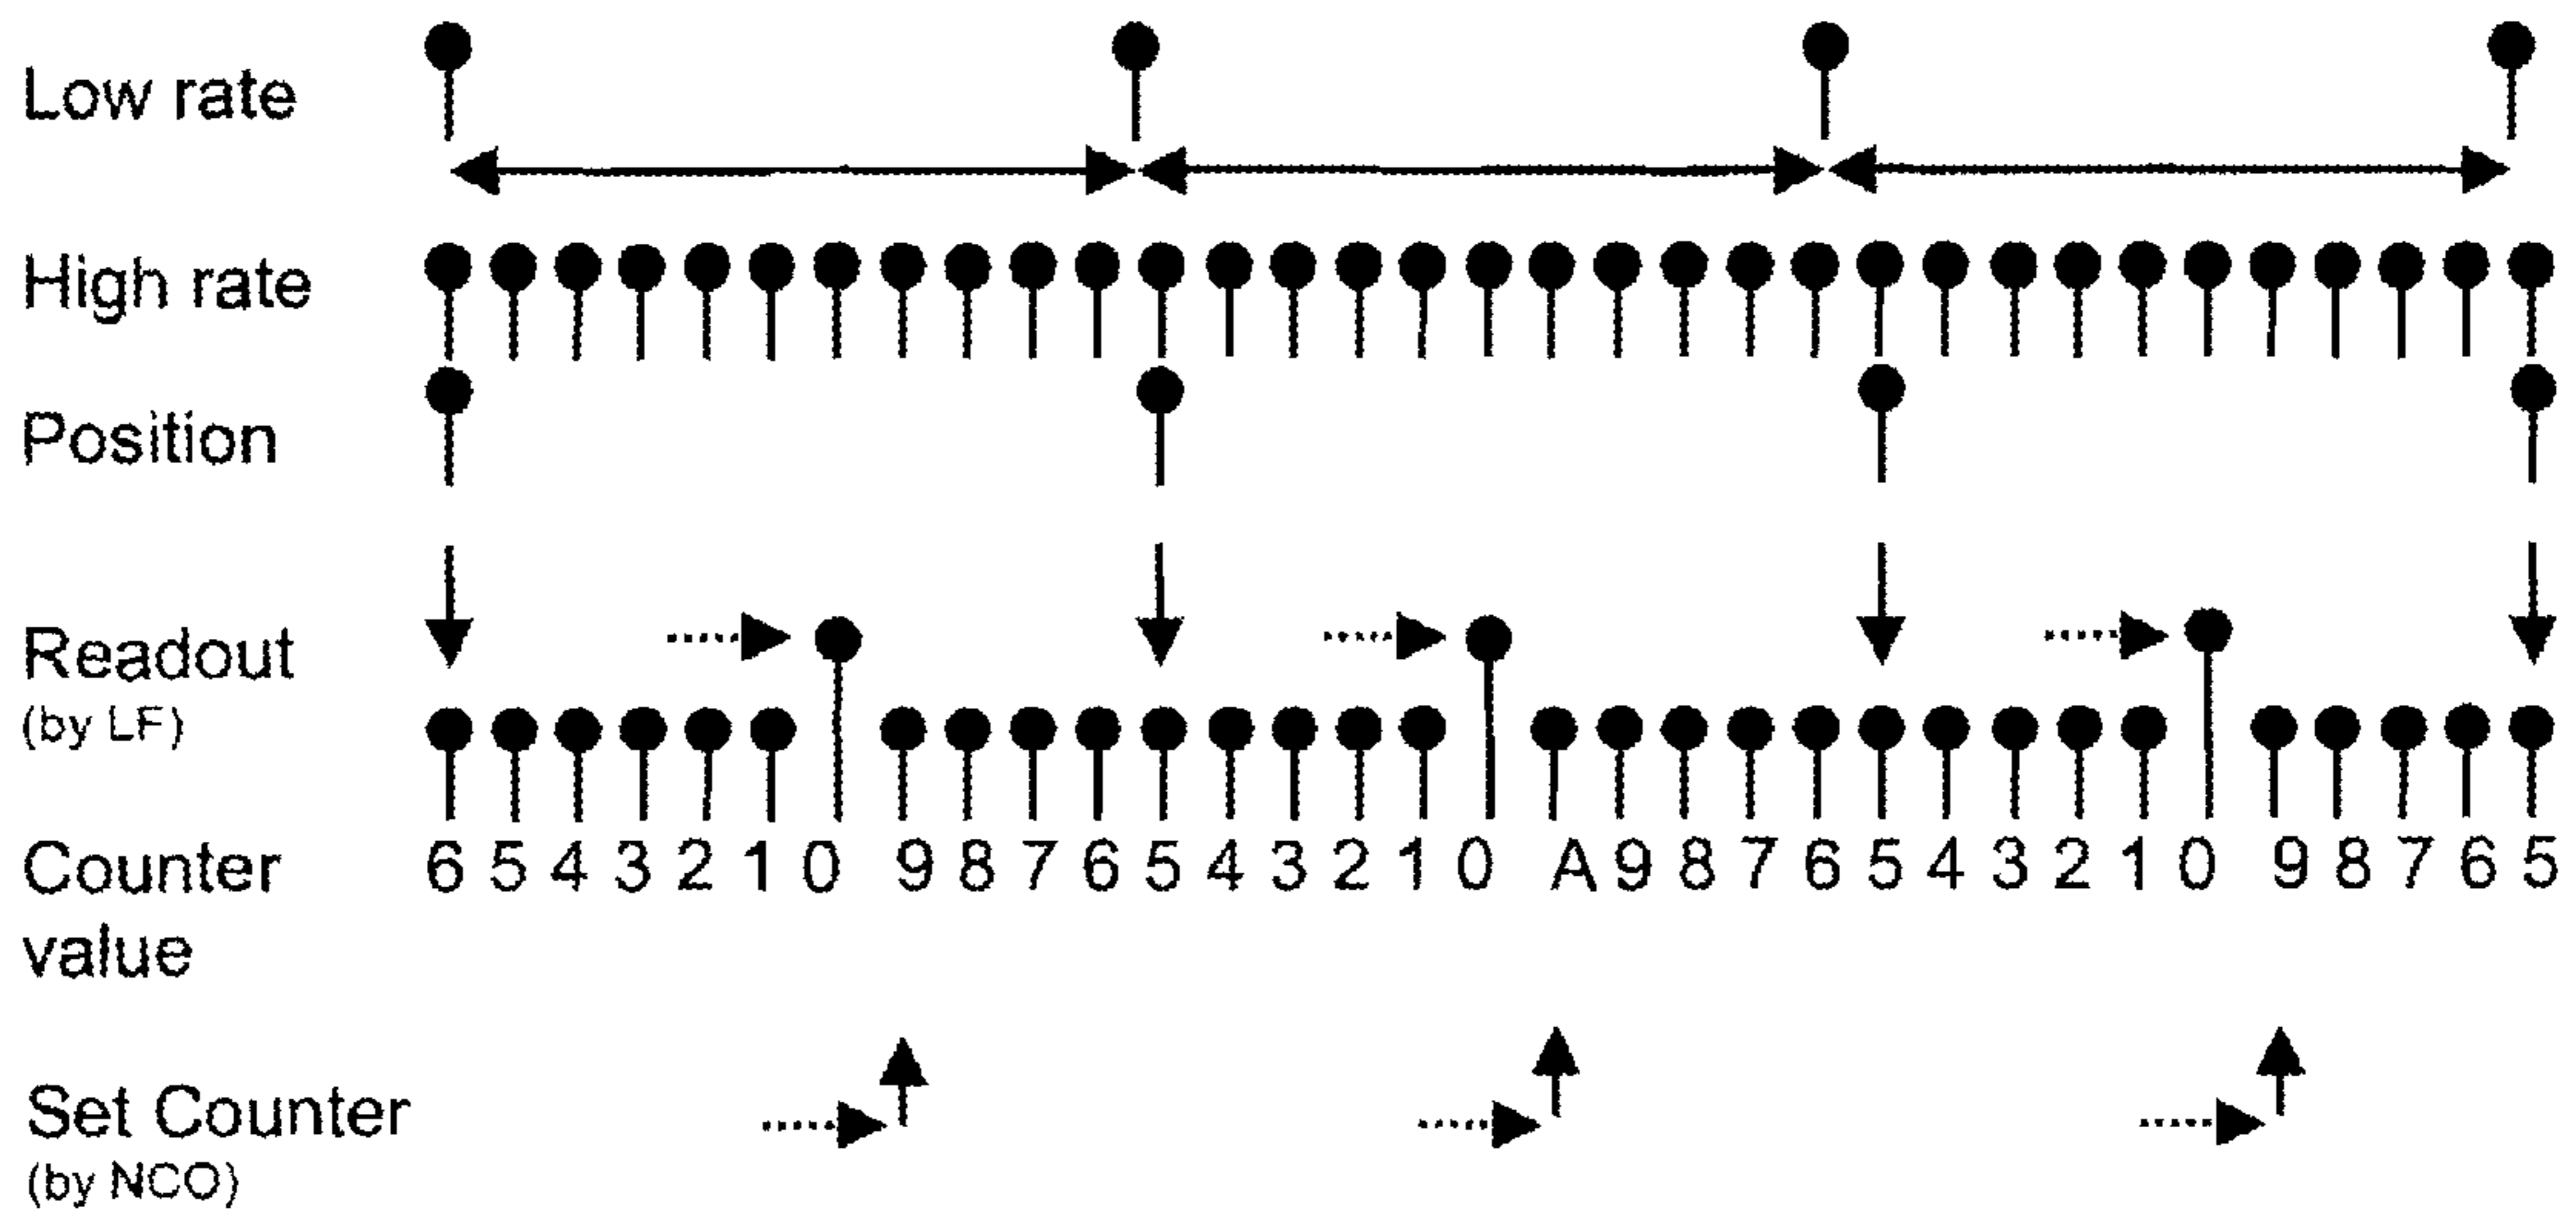 Low rate
High rate
Position
Readout
(by LF)
Counter
value
6 5 4 3 2 1 0 9 8 7 6 5 4 3 2 1 0 A 9 8 7 6 5 4 3 2 1 0 9 8 7 6 5
Set Counter
(by NCO)